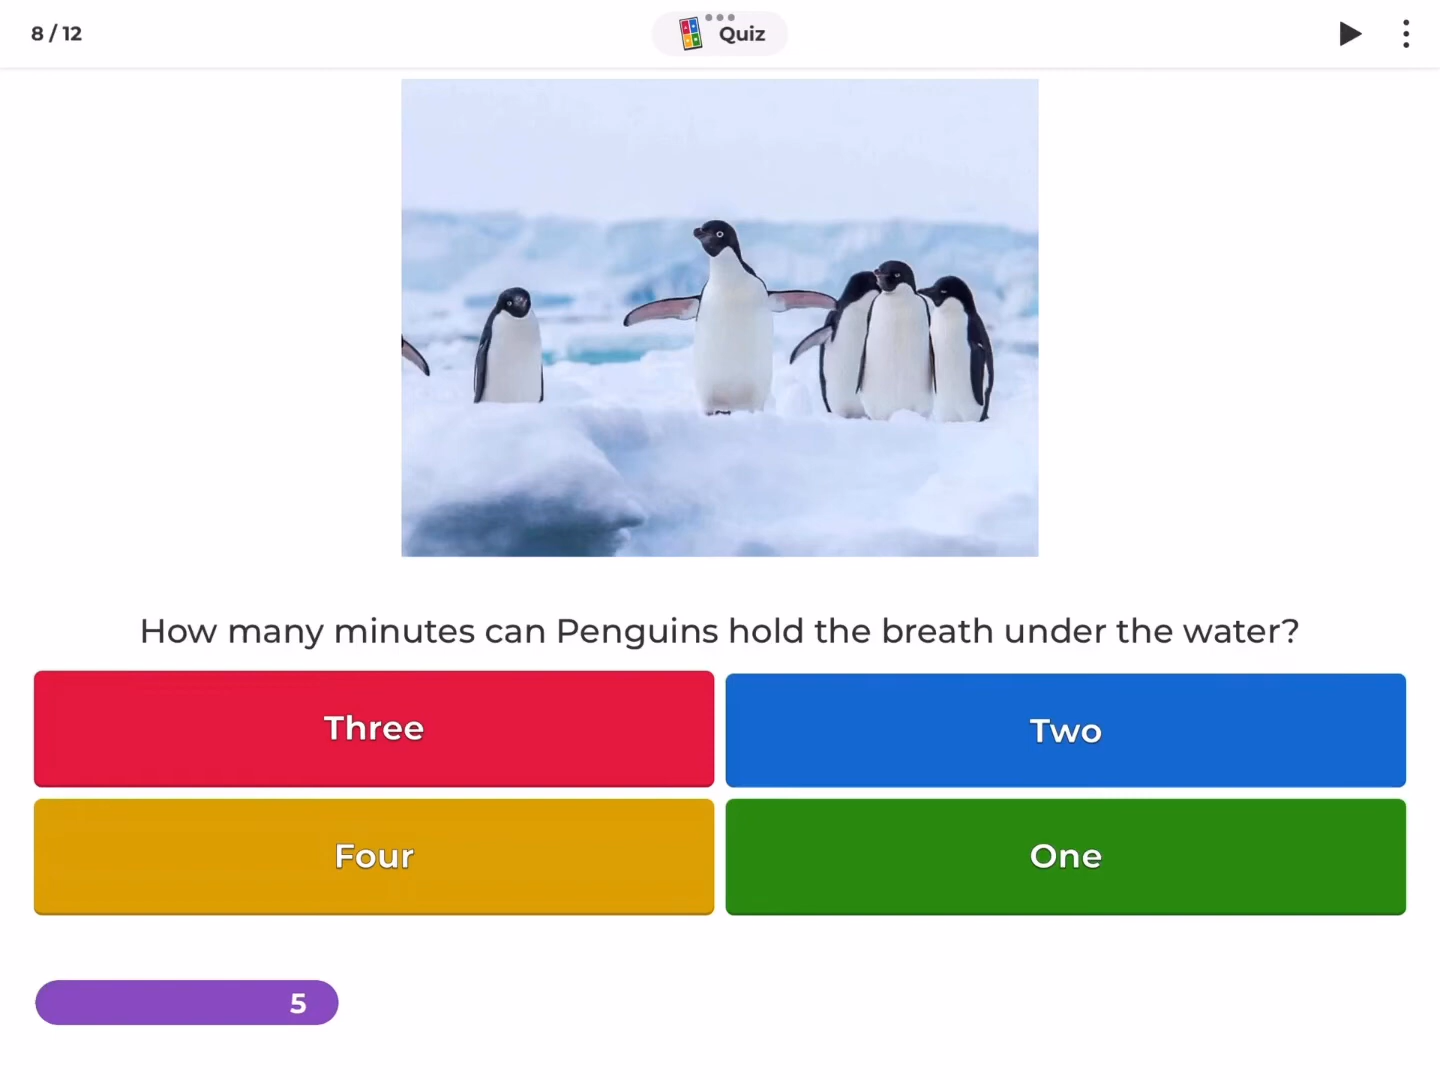 8 / 12
Quiz
How many minutes can Penguins hold the breath under the water?
Three
Two
Four
One
5